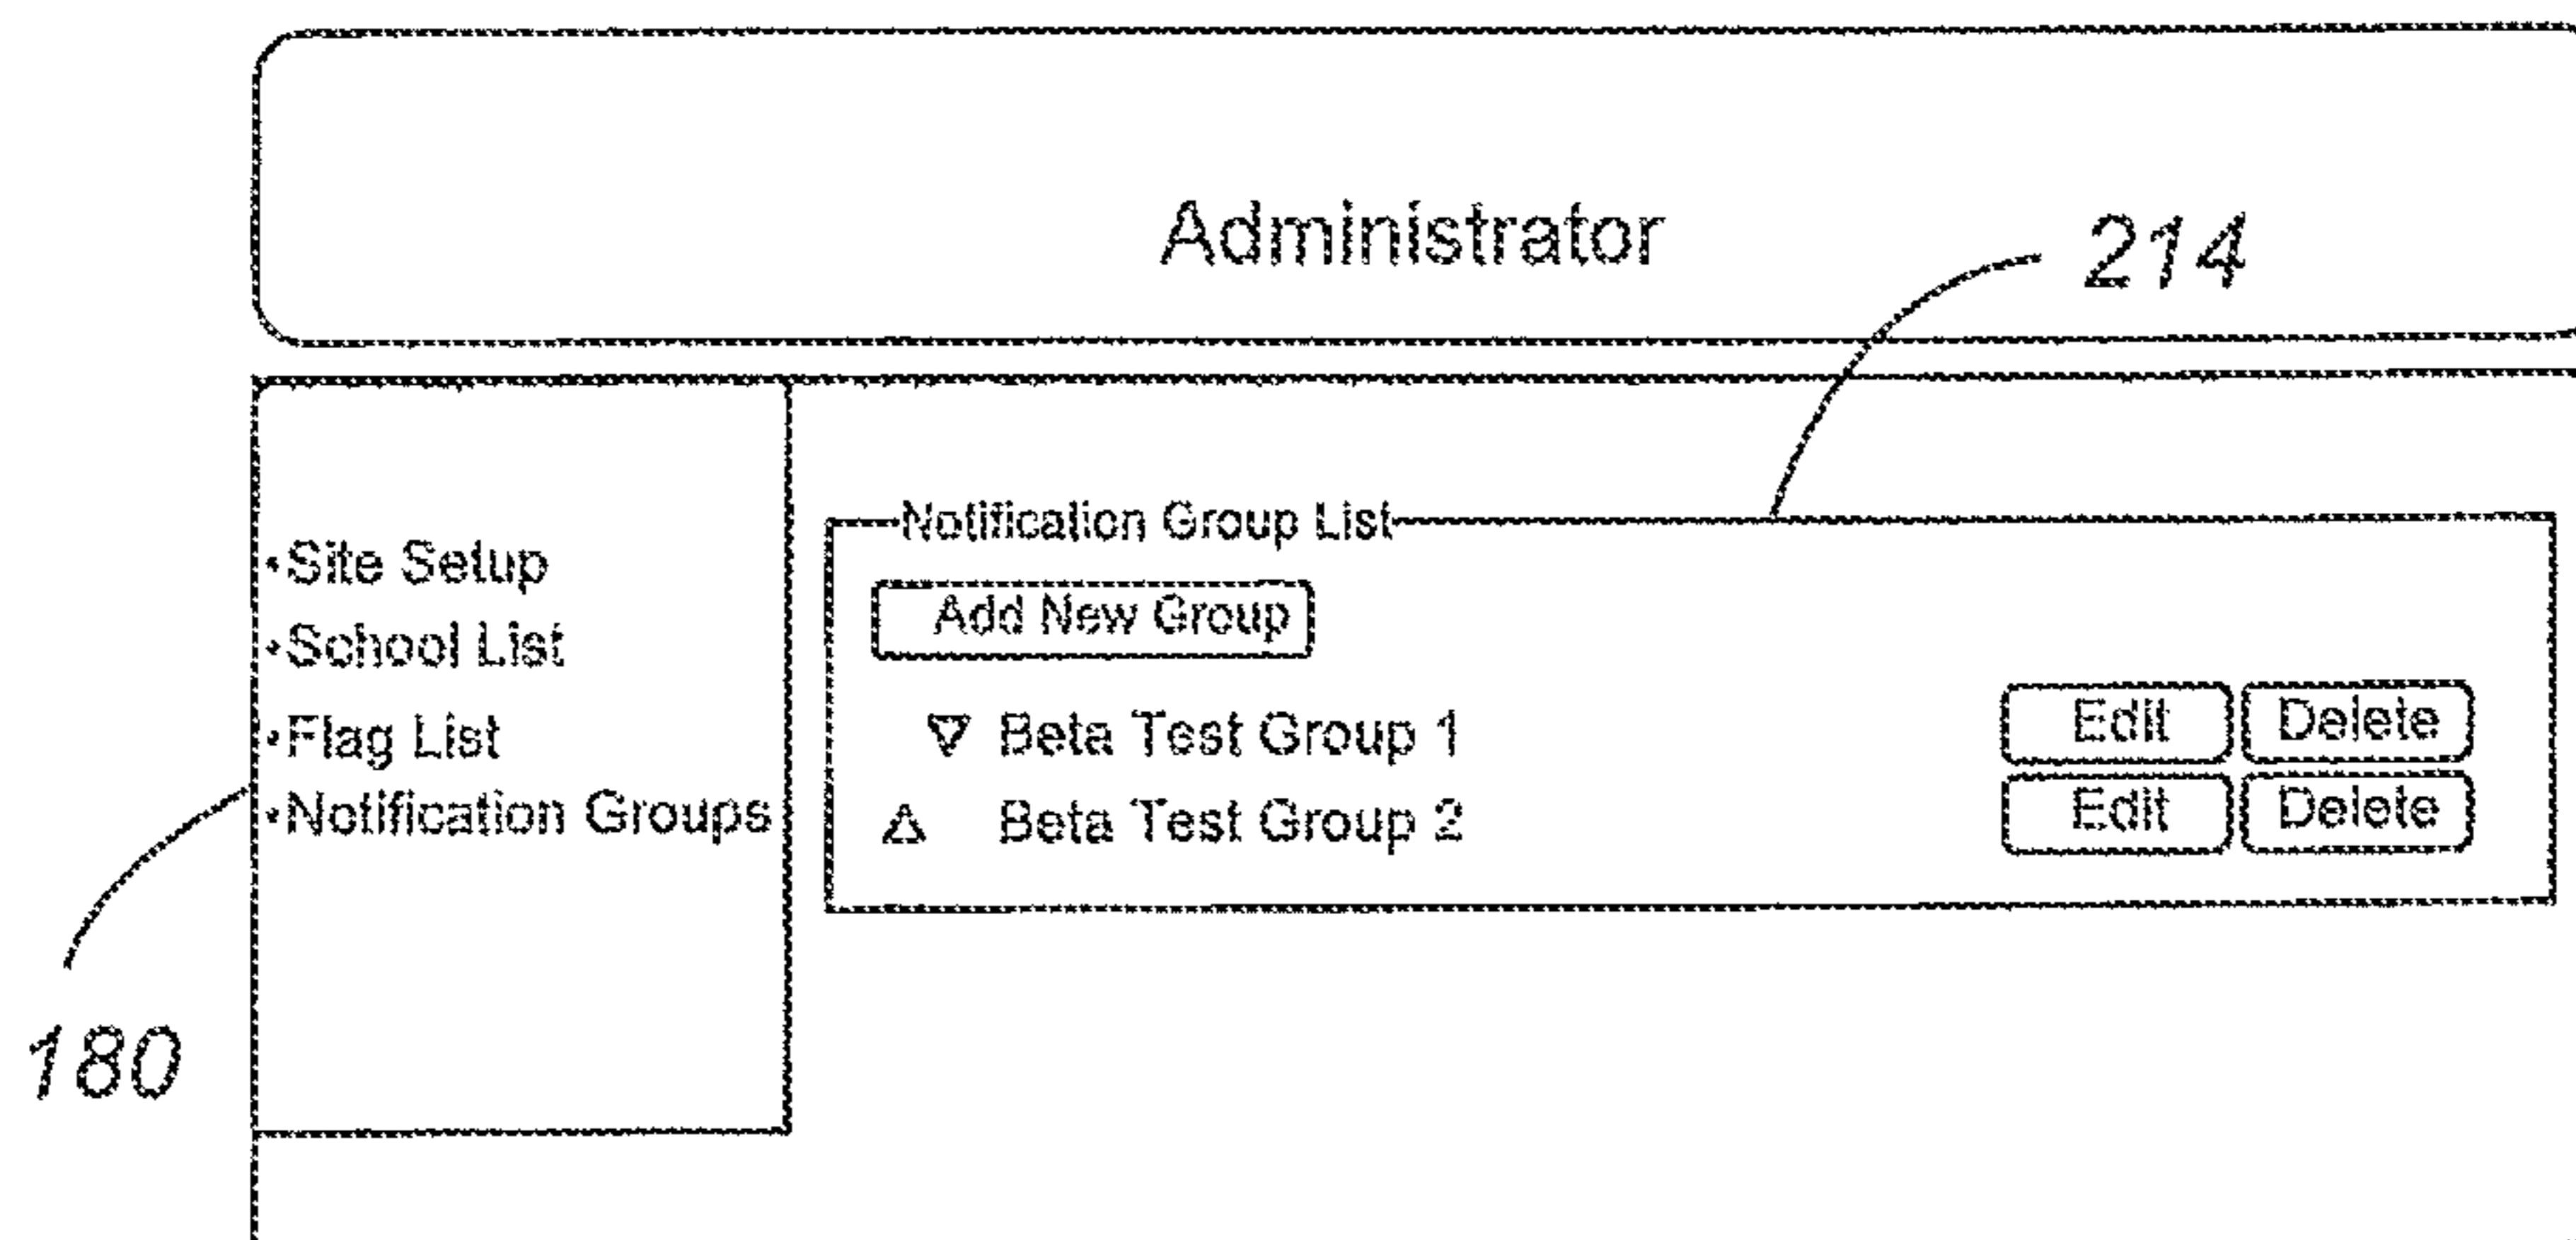 Administrator
214
•Site Setup
•School List
•Flag List
•Notification Groups
180
Notification Group List
Add New Group
▽ Beta Test Group 1 Edit Delete
△ Beta Test Group 2 Edit Delete